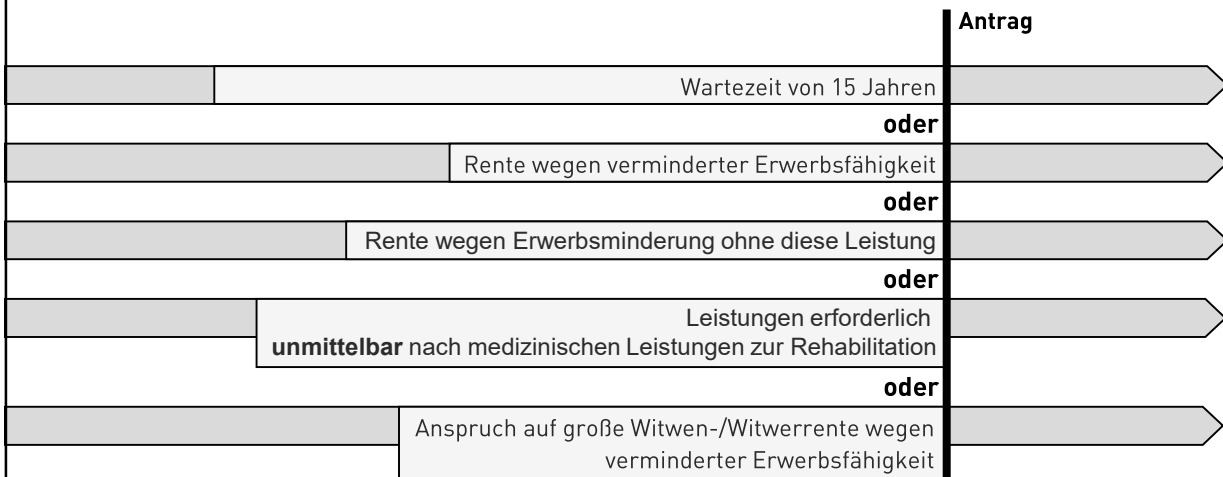 Antrag
Wartezeit von 15 Jahren
oder
Rente wegen verminderter Erwerbsfähigkeit
oder
Rente wegen Erwerbsminderung ohne diese Leistung
oder
Leistungen erforderlich
unmittelbar nach medizinischen Leistungen zur Rehabilitation
oder
Anspruch auf große Witwen-/Witwerrente wegen
verminderter Erwerbsfähigkeit